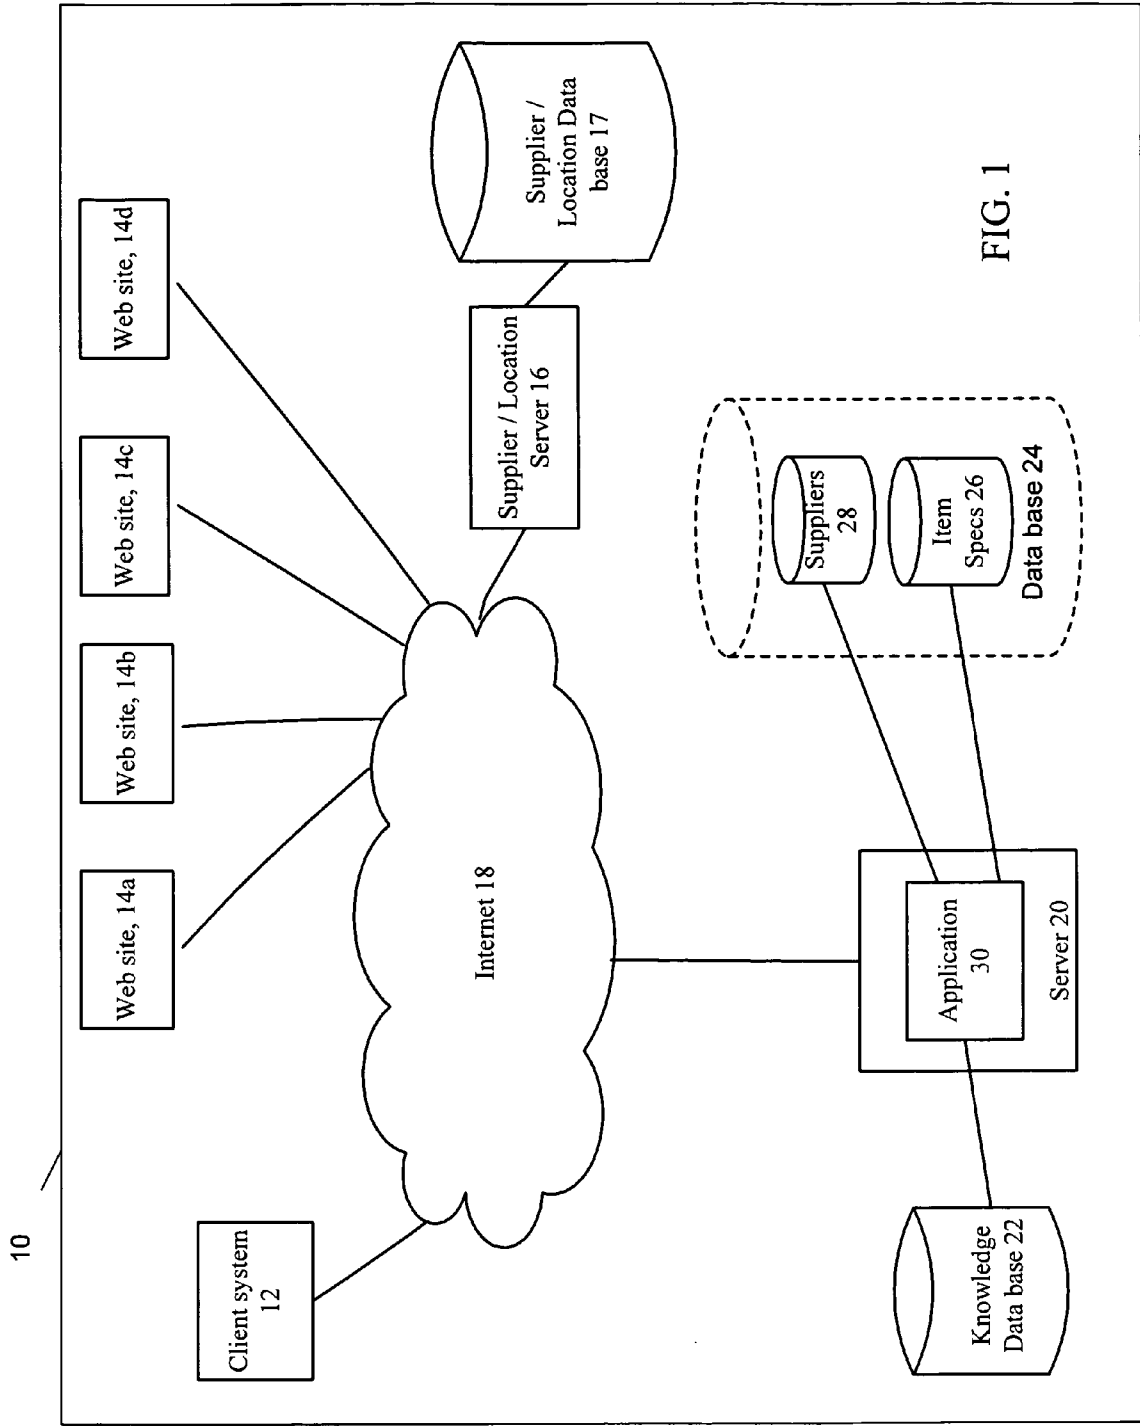 10
Client system
12
Web site, 14a
Web site, 14b
Web site, 14c
Web site, 14d
Internet 18
Supplier / Location
Server 16
Supplier /
Location Data
base 17
Knowledge
Data base 22
Application
30
Server 20
Suppliers
28
Item
Specs 26
Data base 24
FIG. 1